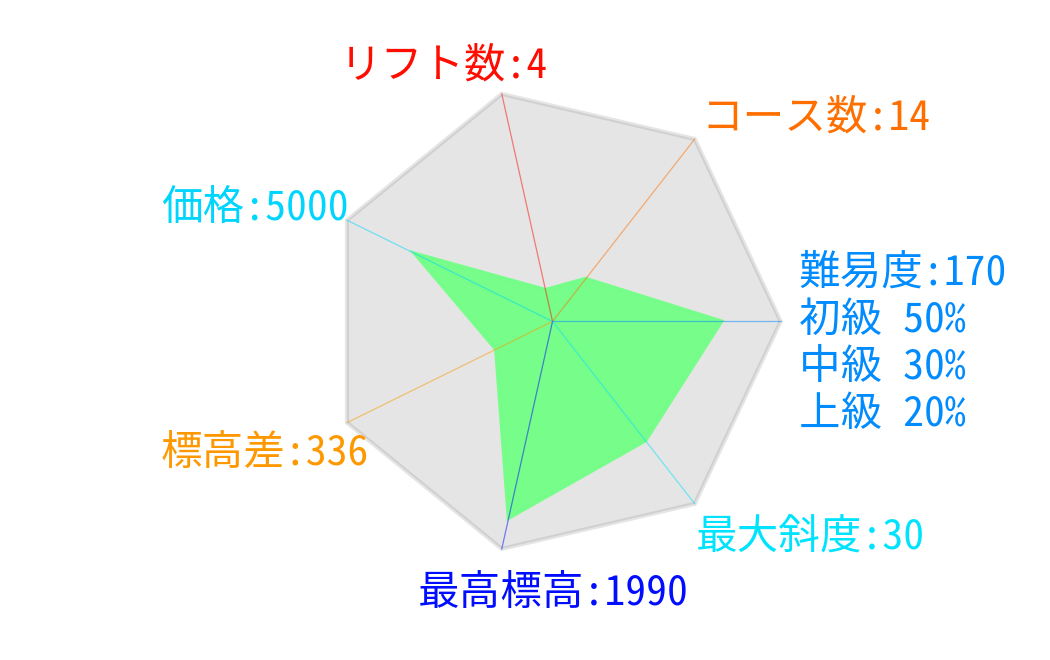 リフト数:4
コース数:14
価格:5000
難易度:170
初級 50%
中級 30%
上級 20%
標高差:336
最大斜度:30
最高標高:1990